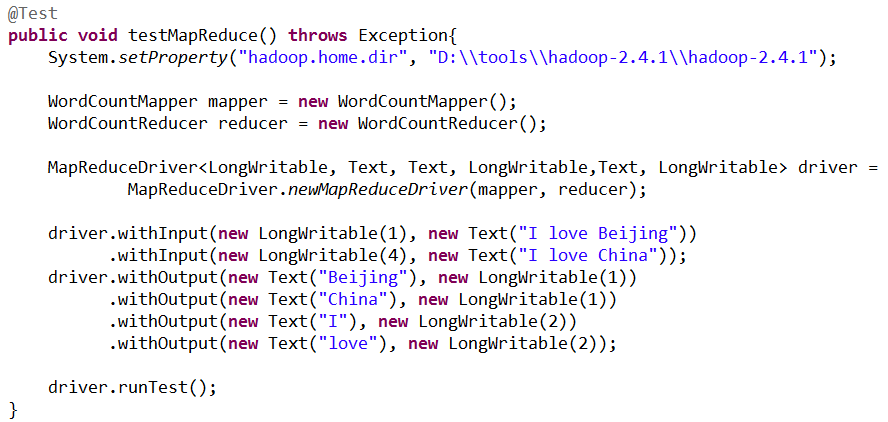 @Test
public void testMapReduce() throws Exception{
    System.setProperty("hadoop.home.dir", "D:\\tools\\hadoop-2.4.1\\hadoop-2.4.1");

    WordCountMapper mapper = new WordCountMapper();
    WordCountReducer reducer = new WordCountReducer();

    MapReduceDriver<LongWritable, Text, Text, LongWritable,Text, LongWritable> driver =
            MapReduceDriver.newMapReduceDriver(mapper, reducer);

    driver.withInput(new LongWritable(1), new Text("I love Beijing"))
          .withInput(new LongWritable(4), new Text("I love China"));
    driver.withOutput(new Text("Beijing"), new LongWritable(1))
          .withOutput(new Text("China"), new LongWritable(1))
          .withOutput(new Text("I"), new LongWritable(2))
          .withOutput(new Text("love"), new LongWritable(2));

    driver.runTest();
}